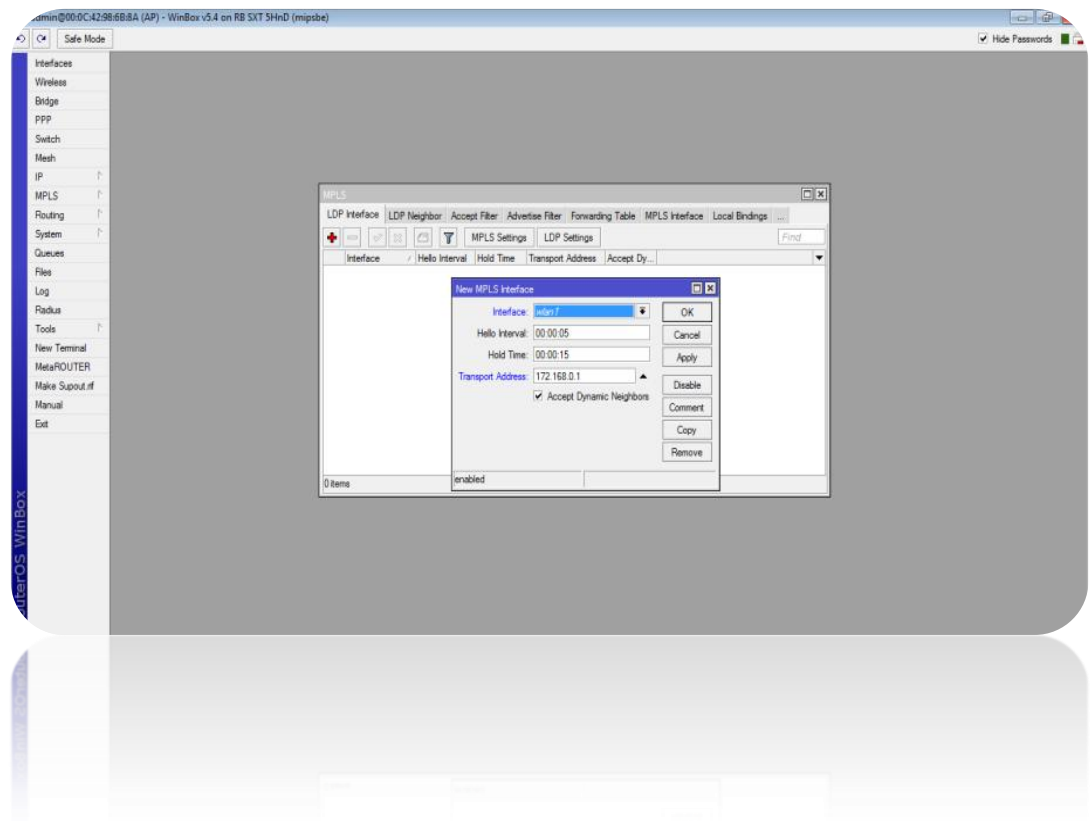 admin@00:0C:42:98:6B:8A (AP) - WinBox v5.4 on RB SXT 5HnD (mipsbe)
Safe Mode
Hide Passwords
Interfaces
Wireless
Bridge
PPP
Switch
Mesh
IP
MPLS
Routing
System
Queues
Files
Log
Radius
Tools
New Terminal
MetaROUTER
Make Supout.rif
Manual
Exit
uterOS WinBox
MPLS
LDP Interface LDP Neighbor Accept Filter Advertise Filter Forwarding Table MPLS Interface Local Bindings ...
MPLS Settings LDP Settings Find
Interface Hello Interval Hold Time Transport Address Accept Dy...
New MPLS Interface
Interface: wlan1 OK
Hello Interval: 00:00:05 Cancel
Hold Time: 00:00:15 Apply
Transport Address: 172.168.0.1 Disable
Accept Dynamic Neighbors
Comment
Copy
Remove
enabled
0 items